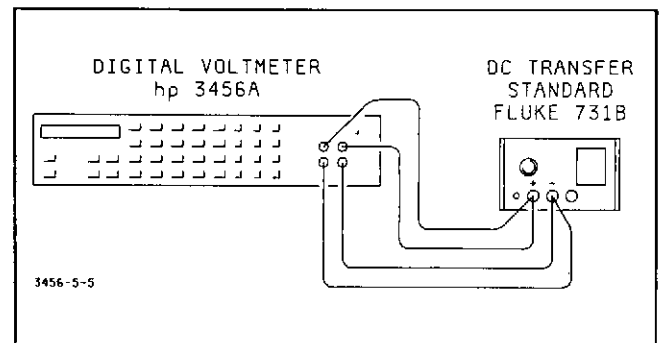 DIGITAL VOLTMETER
hp 3456A
DC TRANSFER
STANDARD
FLUKE 731B
+ -
3456-5-5